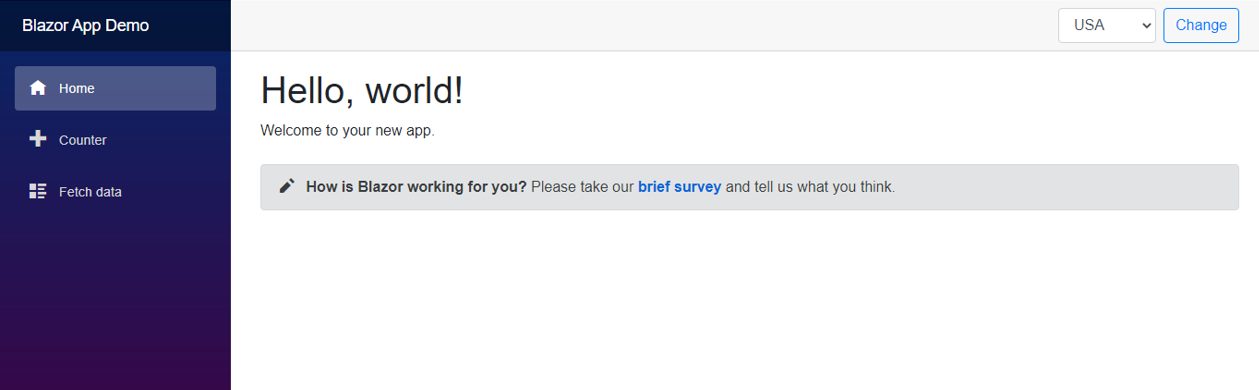 Blazor App Demo
USA Change
Home
Counter
Fetch data
Hello, world!
Welcome to your new app.
How is Blazor working for you? Please take our brief survey and tell us what you think.